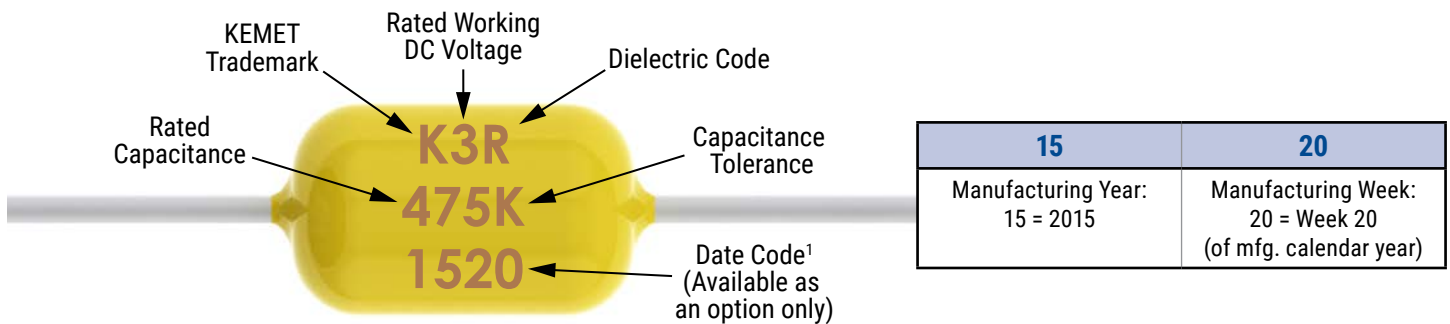 KEMET
Trademark
Rated Working
DC Voltage
Dielectric Code
Rated
Capacitance
K3R
475K
1520
Capacitance
Tolerance
Date Code¹
(Available as
an option only)
15
20
Manufacturing Year:
15 = 2015
Manufacturing Week:
20 = Week 20
(of mfg. calendar year)